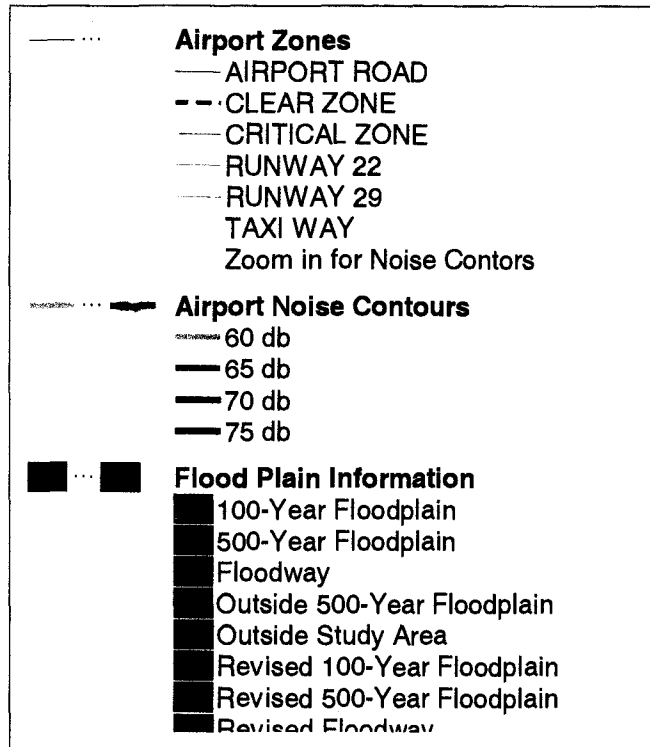 Airport Zones
AIRPORT ROAD
CLEAR ZONE
CRITICAL ZONE
RUNWAY 22
RUNWAY 29
TAXI WAY
Zoom in for Noise Contors
Airport Noise Contours
60 db
65 db
70 db
75 db
Flood Plain Information
100-Year Floodplain
500-Year Floodplain
Floodway
Outside 500-Year Floodplain
Outside Study Area
Revised 100-Year Floodplain
Revised 500-Year Floodplain
Revised Floodway